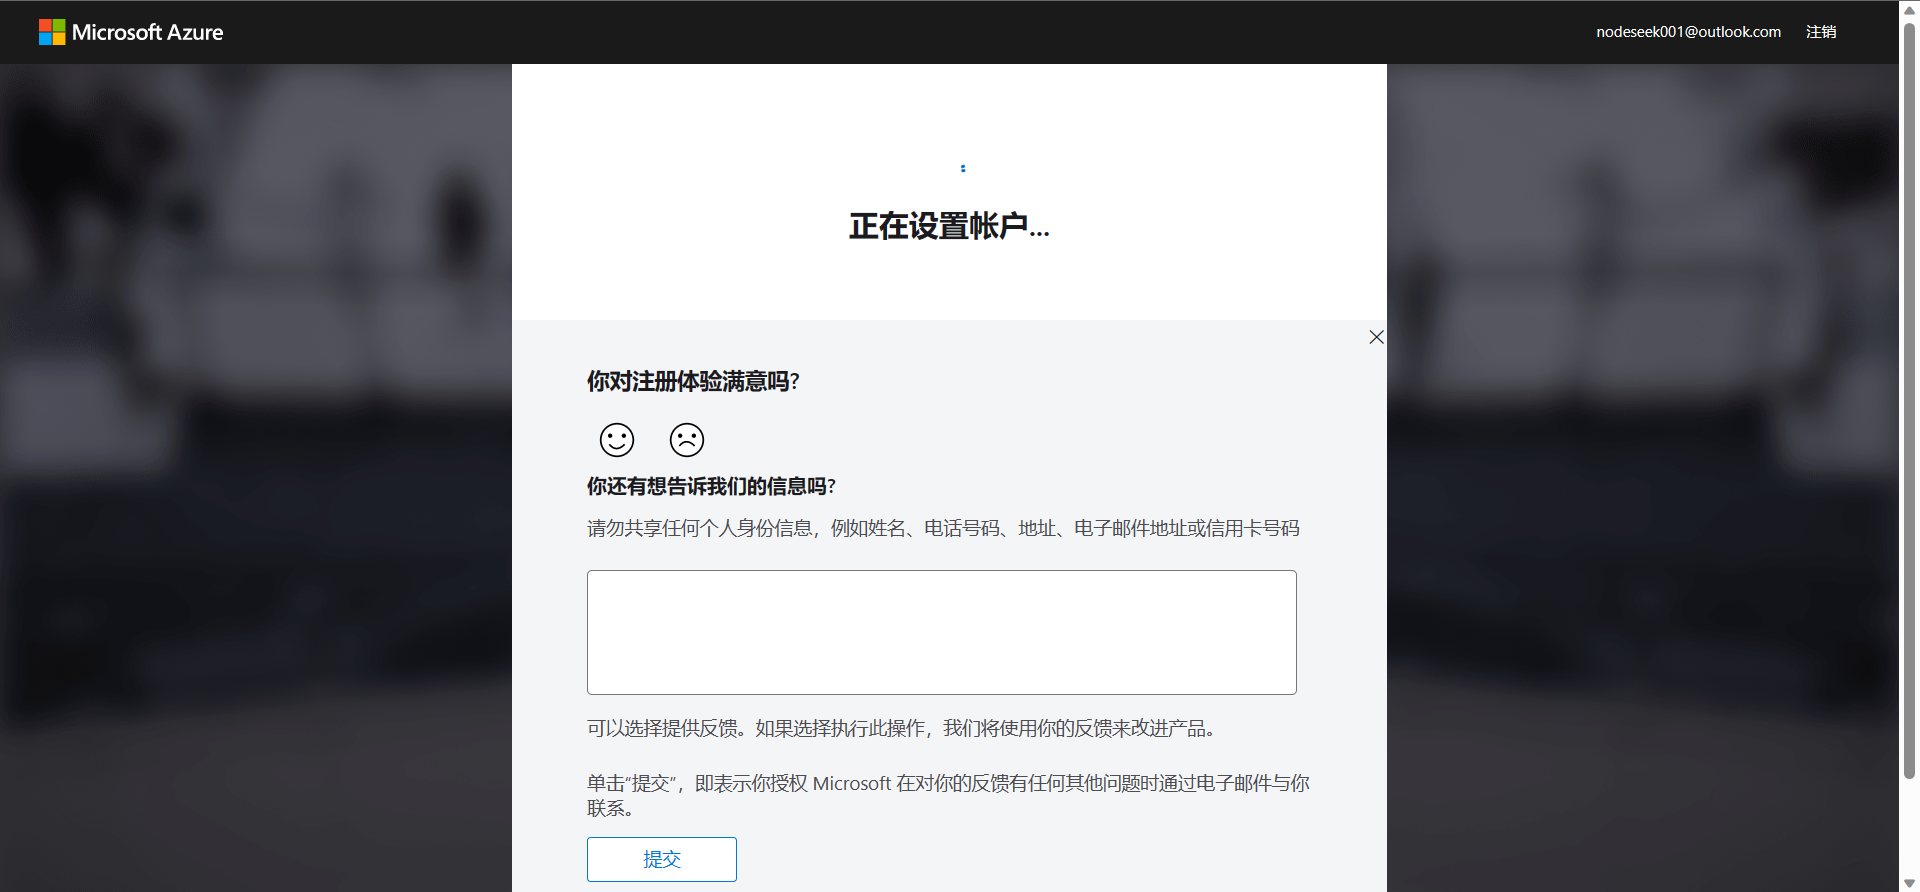 Microsoft Azure
nodeseek001@outlook.com 注销
正在设置帐户...
你对注册体验满意吗?
你还有想告诉我们的信息吗?
请勿共享任何个人身份信息，例如姓名、电话号码、地址、电子邮件地址或信用卡号码
可以选择提供反馈。如果选择执行此操作，我们将使用你的反馈来改进产品。
单击“提交”，即表示你授权 Microsoft 在对你的反馈有任何其他问题时通过电子邮件与你
联系。
提交